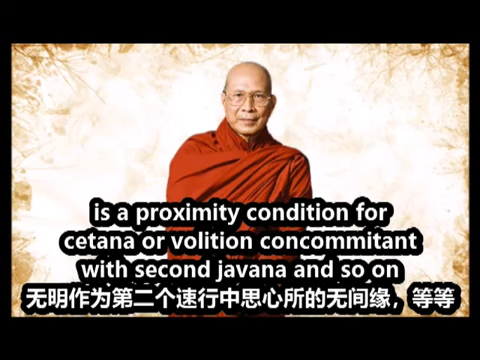 is a proximity condition for
cetana or volition concommitant
with second javana and so on
无明作为第二个速行中思心所的无间缘，等等